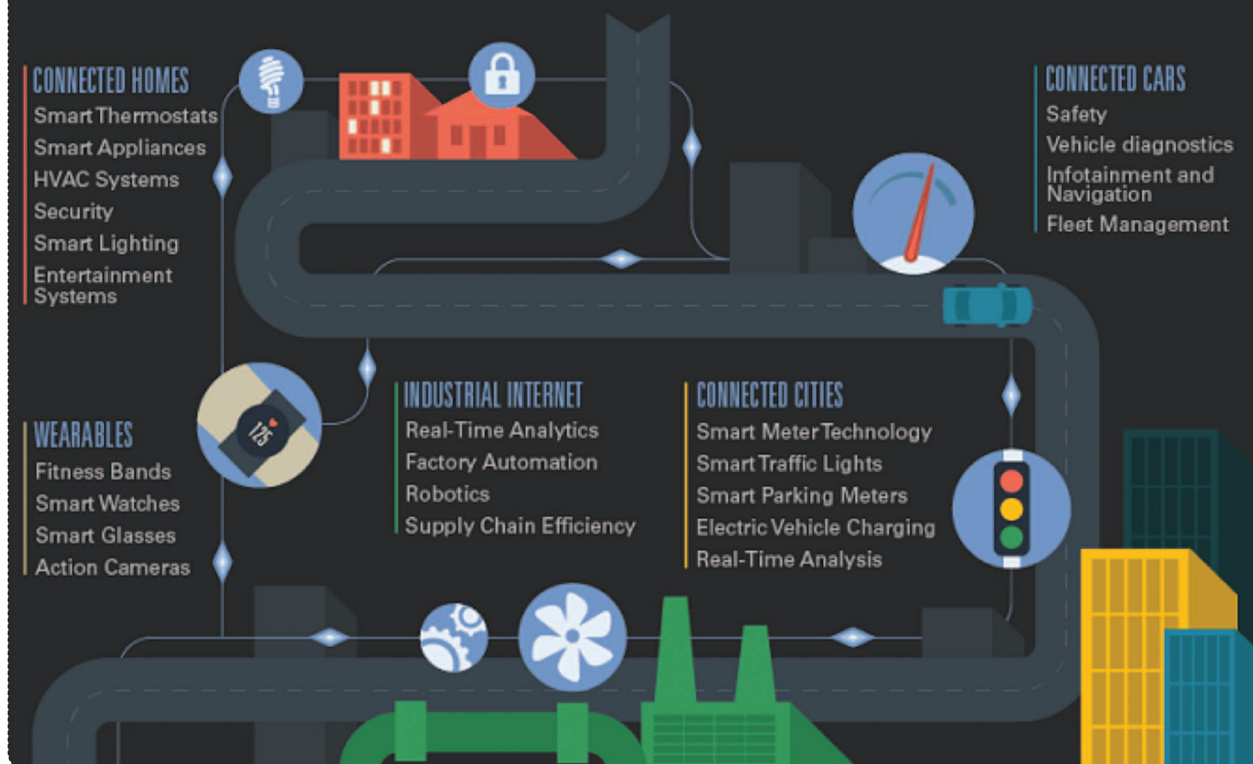 CONNECTED HOMES
Smart Thermostats
Smart Appliances
HVAC Systems
Security
Smart Lighting
Entertainment
Systems
CONNECTED CARS
Safety
Vehicle diagnostics
Infotainment and
Navigation
Fleet Management
WEARABLES
Fitness Bands
Smart Watches
Smart Glasses
Action Cameras
125
INDUSTRIAL INTERNET
Real-Time Analytics
Factory Automation
Robotics
Supply Chain Efficiency
CONNECTED CITIES
Smart Meter Technology
Smart Traffic Lights
Smart Parking Meters
Electric Vehicle Charging
Real-Time Analysis